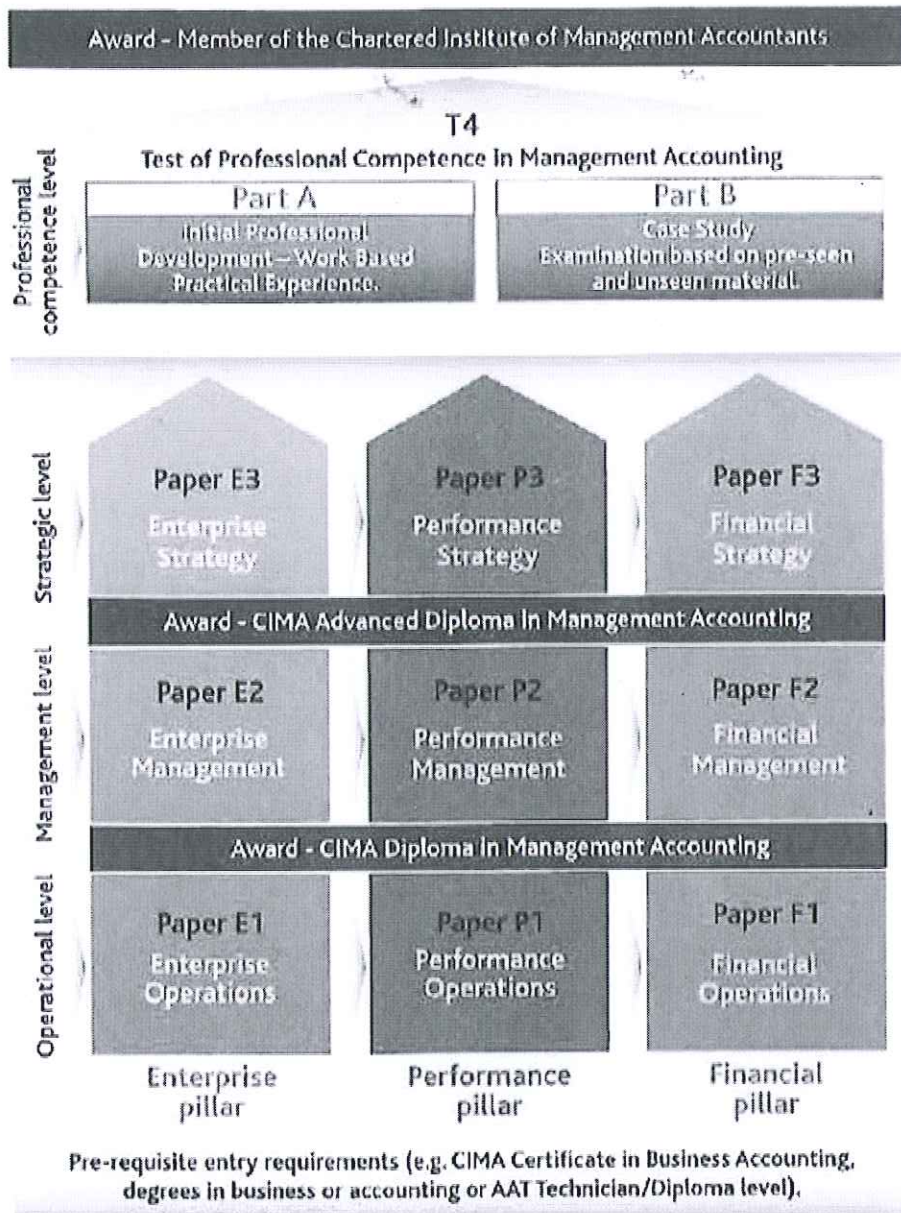 Award - Member of the Chartered Institute of Management Accountants
T4
Test of Professional Competence in Management Accounting
Professional
competence level
Part A
Initial Professional
Development—Work Based
Practical Experience.
Part B
Case Study
Examination based on pre-seen
and unseen material.
Strategic level
Paper E3
Enterprise
Strategy
Paper P3
Performance
Strategy
Paper F3
Financial
Strategy
Award - CIMA Advanced Diploma in Management Accounting
Management level
Paper E2
Enterprise
Management
Paper P2
Performance
Management
Paper F2
Financial
Management
Award - CIMA Diploma in Management Accounting
Operational level
Paper E1
Enterprise
Operations
Paper P1
Performance
Operations
Paper F1
Financial
Operations
Enterprise
pillar
Performance
pillar
Financial
pillar
Pre-requisite entry requirements (e.g. CIMA Certificate in Business Accounting,
degrees in business or accounting or AAT Technician/Diploma level).